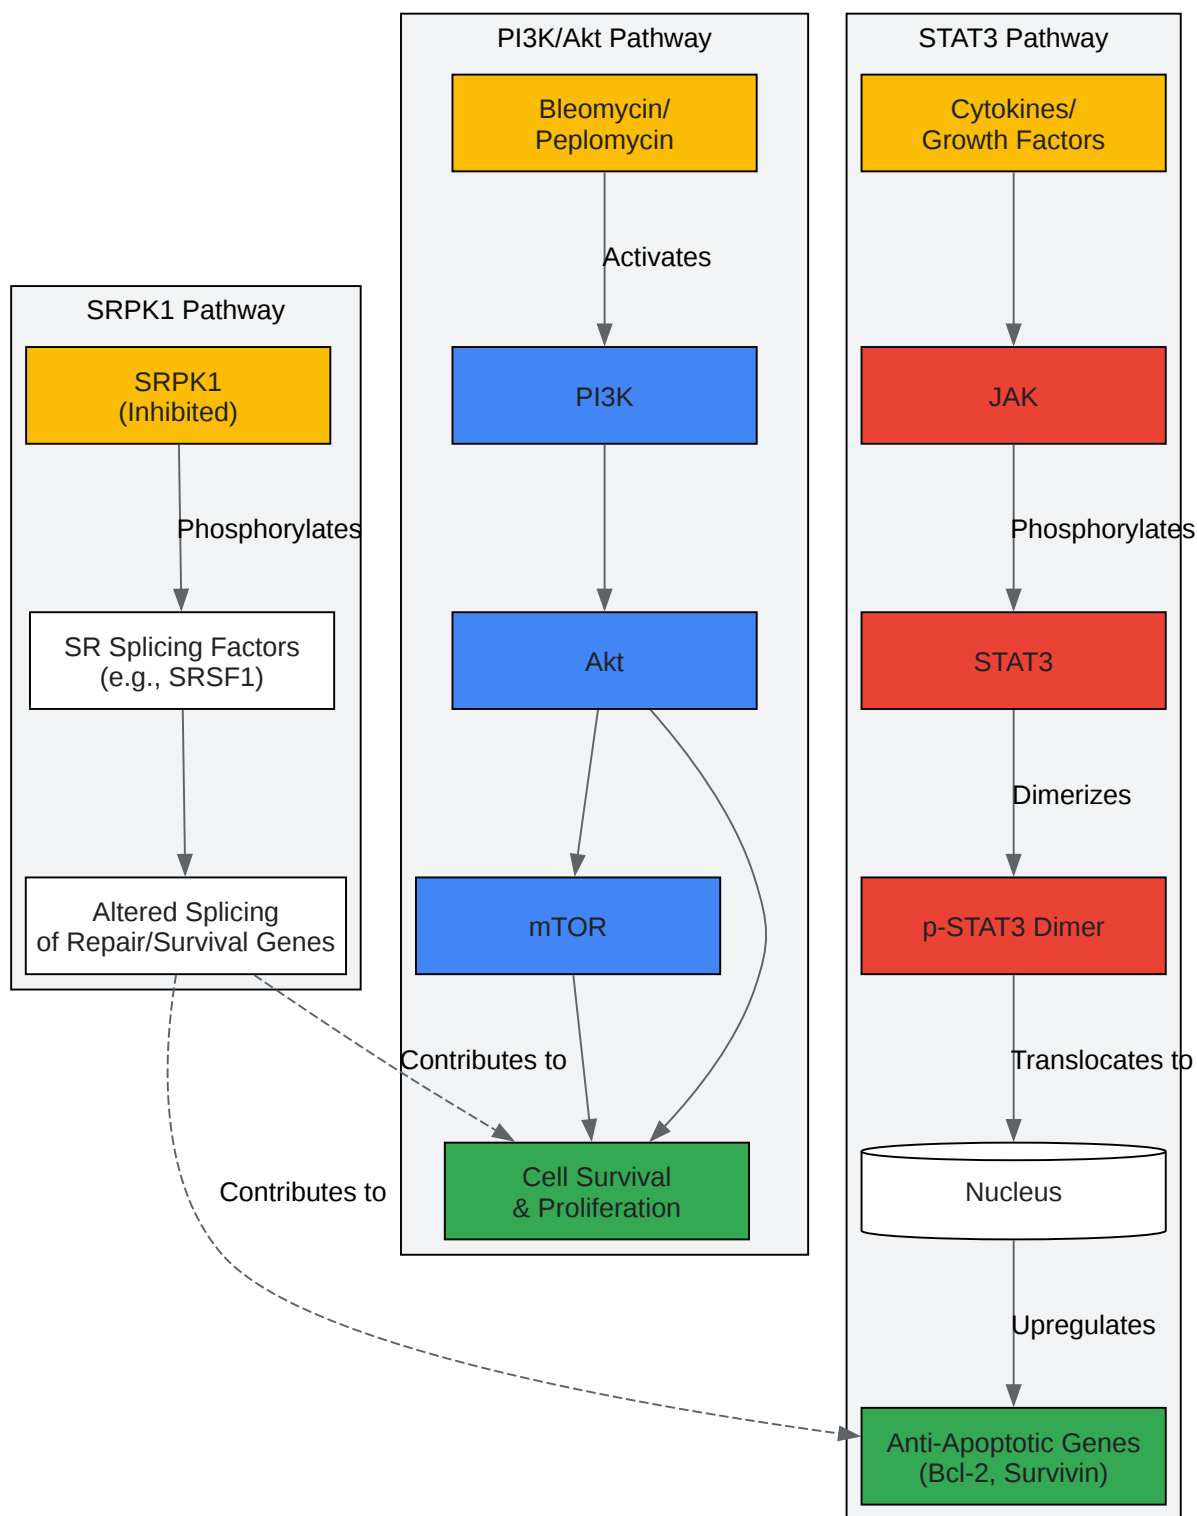 PI3K/Akt Pathway
Bleomycin/
Peplomycin
Activates
PI3K
Akt
mTOR
Contributes to
Cell Survival
& Proliferation
STAT3 Pathway
Cytokines/
Growth Factors
JAK
Phosphorylates
STAT3
Dimerizes
p-STAT3 Dimer
Translocates to
Nucleus
Upregulates
Anti-Apoptotic Genes
(Bcl-2, Survivin)
SRPK1 Pathway
SRPK1
(Inhibited)
Phosphorylates
SR Splicing Factors
(e.g., SRSF1)
Altered Splicing
of Repair/Survival Genes
Contributes to